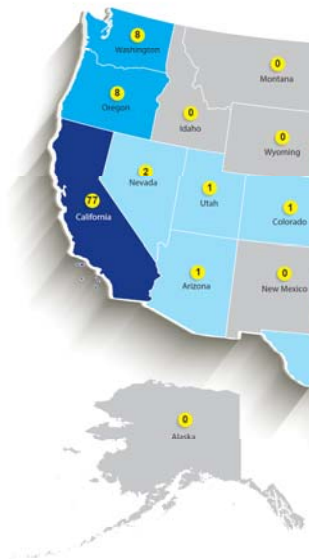 8
Washington
0
Montana
8
Oregon
0
Idaho
0
Wyoming
2
Nevada
1
Utah
1
Colorado
77
California
1
Arizona
0
New Mexico
0
Alaska